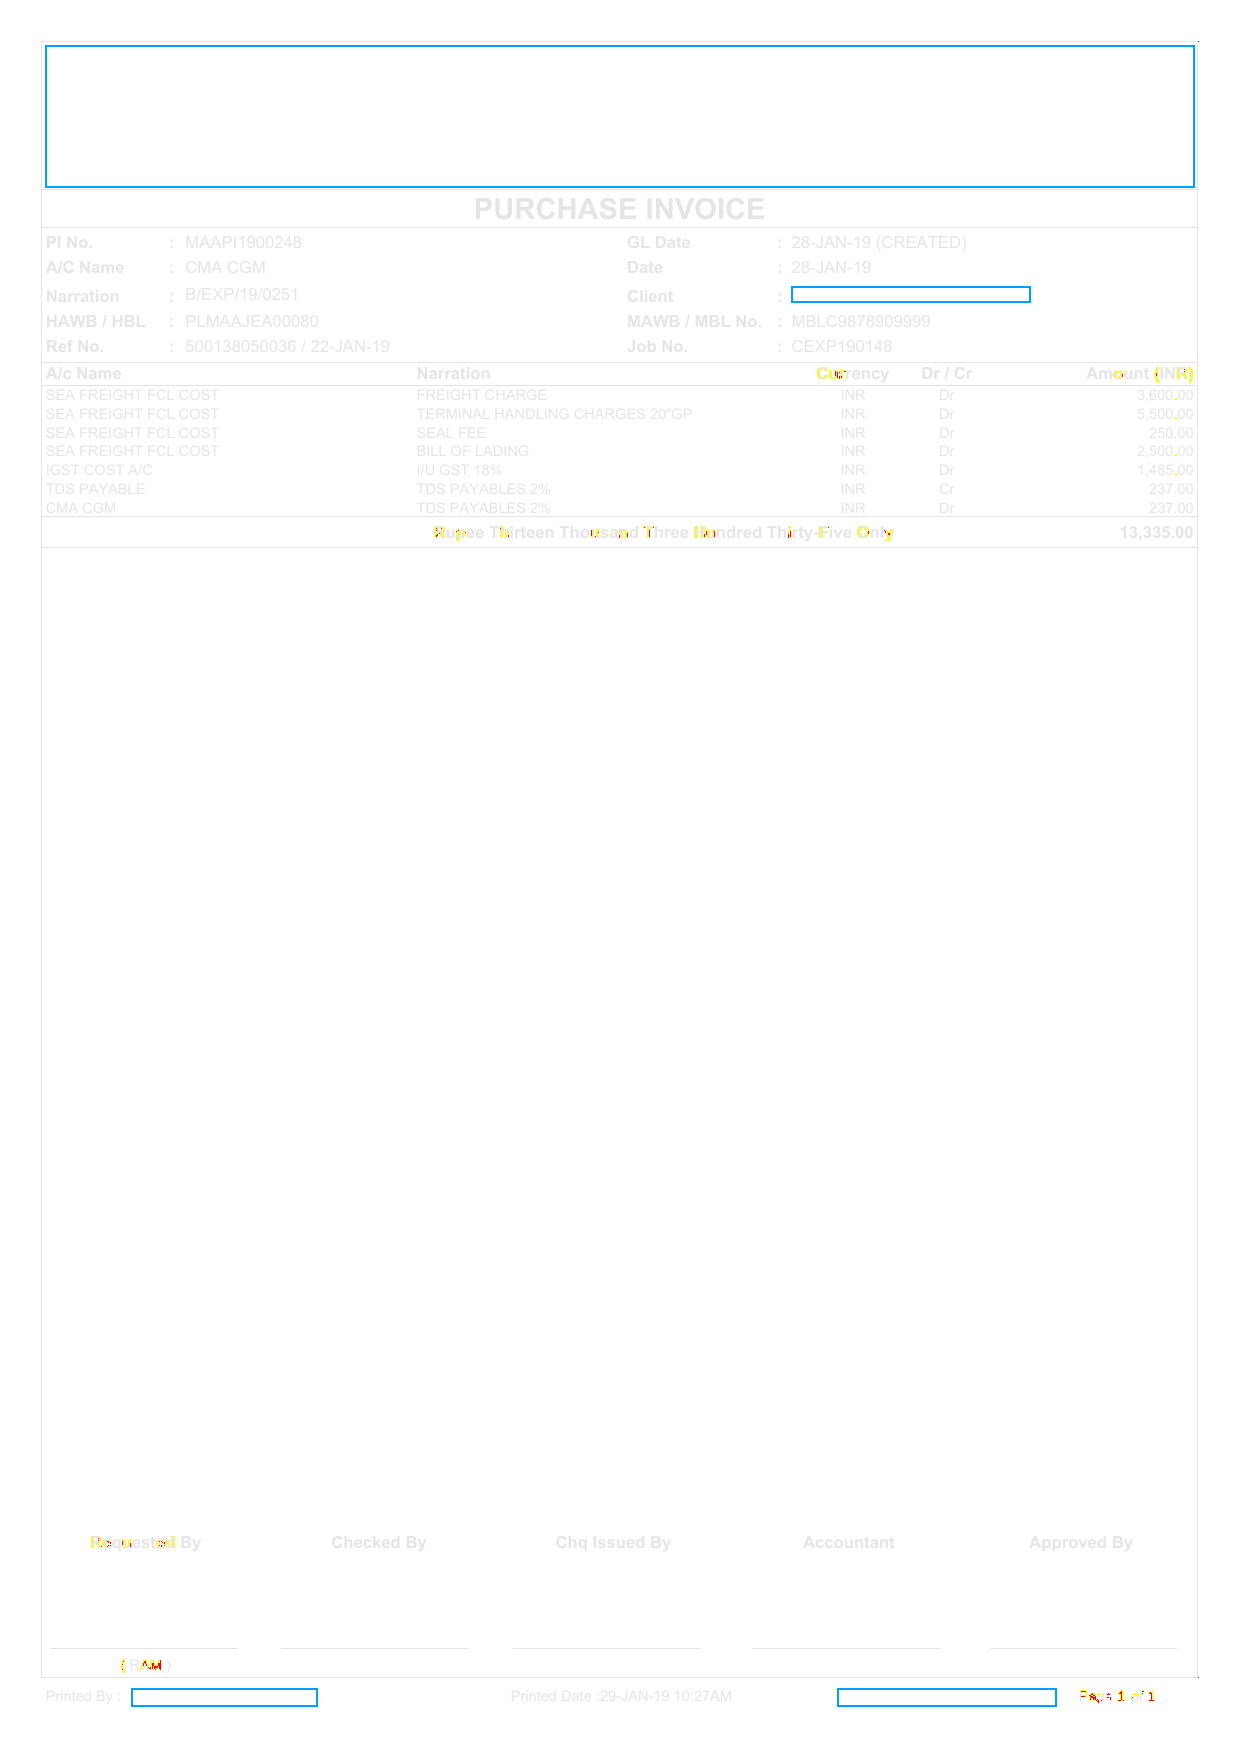 PURCHASE INVOICE
PI No. : MAAPI1900248 GL Date : 28-JAN-19 (CREATED)
A/C Name : CMA CGM Date : 28-JAN-19
Narration : B/EXP/19/0251 Client :
HAWB / HBL : PLMAAJEA00080 MAWB / MBL No. : MBLC9878909999
Ref No. : 500138050036 / 22-JAN-19 Job No. : CEXP190148
A/c Name Narration Currency Dr / Cr Amount (INR)
SEA FREIGHT FCL COST FREIGHT CHARGE INR Dr 3,600.00
SEA FREIGHT FCL COST TERMINAL HANDLING CHARGES 20"GP INR Dr 5,500.00
SEA FREIGHT FCL COST SEAL FEE INR Dr 250.00
SEA FREIGHT FCL COST BILL OF LADING INR Dr 2,500.00
IGST COST A/C I/U GST 18% INR Dr 1,485.00
TDS PAYABLE TDS PAYABLES 2% INR Cr 237.00
CMA CGM TDS PAYABLES 2% INR Dr 237.00
Rupee Thirteen Thousand Three Hundred Thirty-Five Only 13,335.00
Requested By Checked By Chq Issued By Accountant Approved By
( RAM )
Printed By : Printed Date :29-JAN-19 10:27AM Page 1 of 1